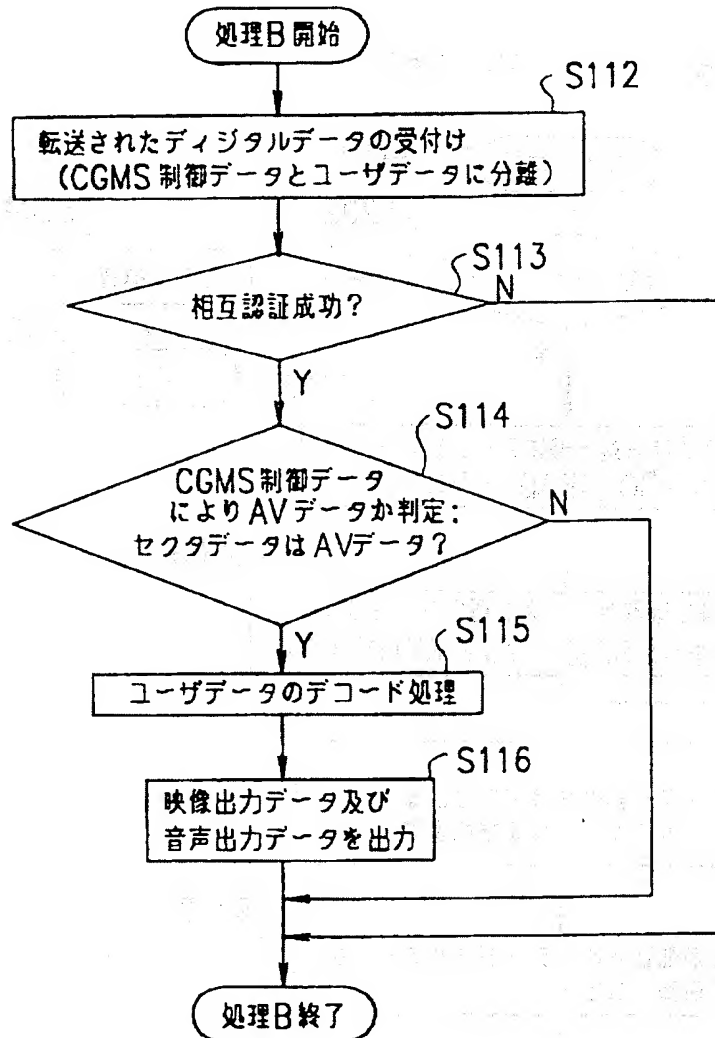 処理B開始
S112
転送されたディジタルデータの受付け
(CGMS制御データとユーザデータに分離)
S113
相互認証成功?
N
Y
S114
CGMS制御データ
によりAVデータか判定:
セクタデータはAVデータ?
N
Y
S115
ユーザデータのデコード処理
S116
映像出力データ及び
音声出力データを出力
処理B終了